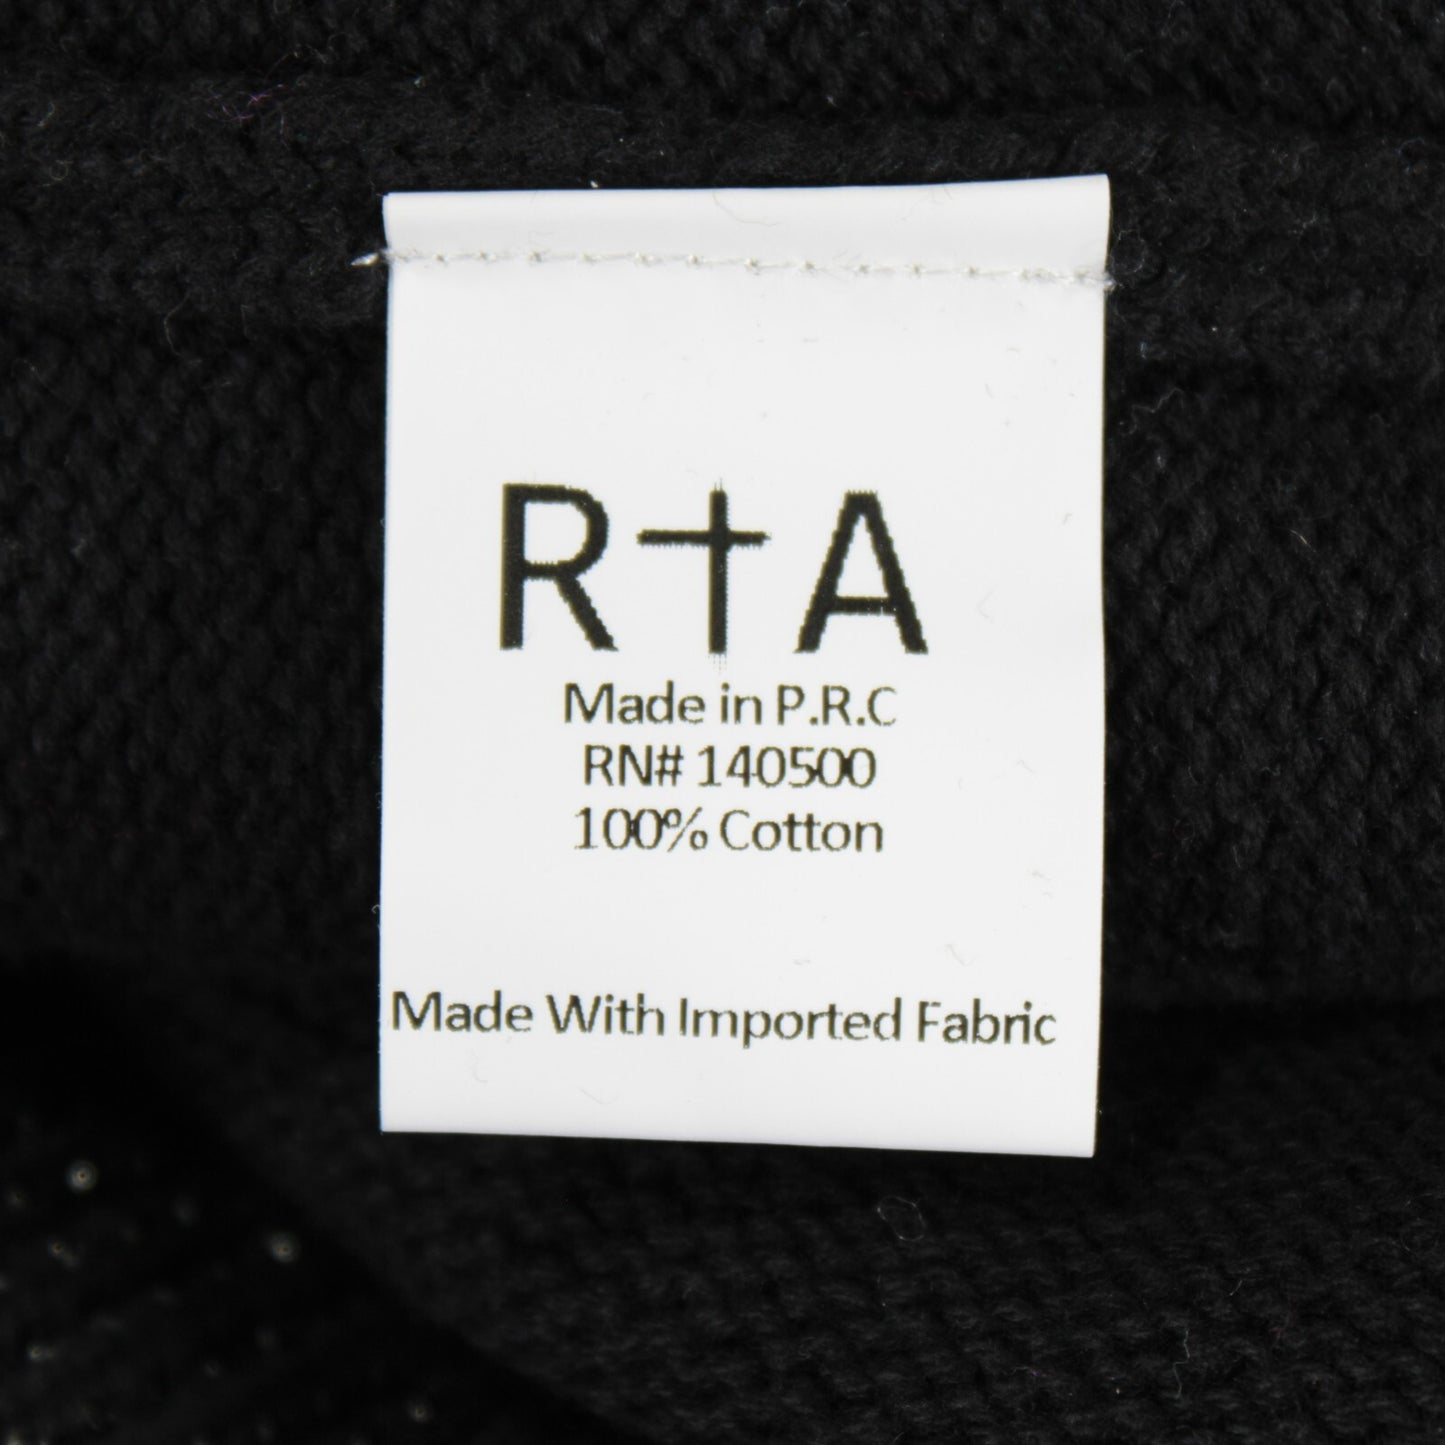 R†A
Made in P.R.C
RN# 140500
100% Cotton
Made With Imported Fabric